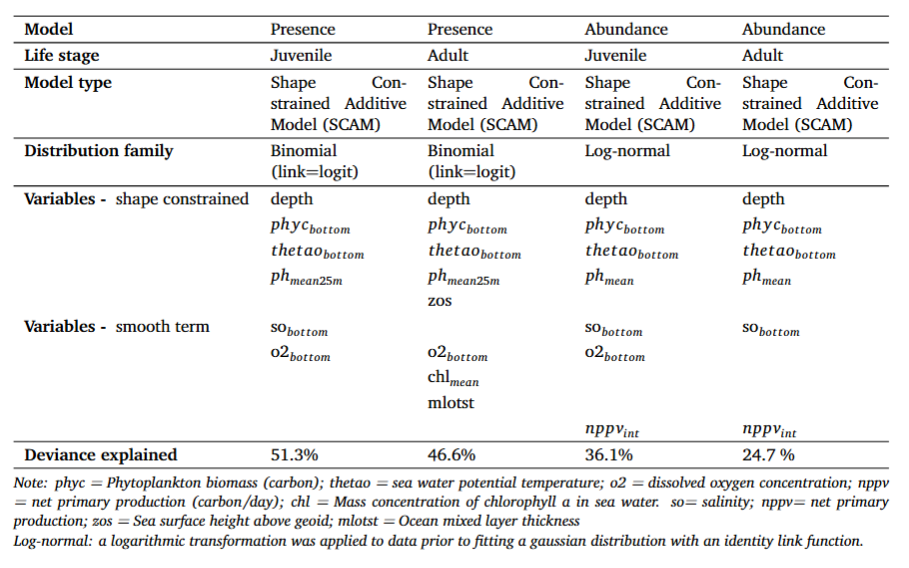 Model Presence Presence Abundance Abundance
Life stage Juvenile Adult Juvenile Adult
Model type Shape Con- Shape Con- Shape Con- Shape Con-
strained Additive strained Additive strained Additive strained Additive
Model (SCAM) Model (SCAM) Model (SCAM) Model (SCAM)
Distribution family Binomial Binomial Log-normal Log-normal
(link=logit) (link=logit)
Variables - shape constrained depth depth depth depth
phyc_bottom phyc_bottom phyc_bottom phyc_bottom
thetao_bottom thetao_bottom thetao_bottom thetao_bottom
ph_mean25m ph_mean25m ph_mean ph_mean
zos
Variables - smooth term so_bottom so_bottom so_bottom
o2_bottom o2_bottom o2_bottom
chl_mean
mlotst
nppv_int nppv_int
Deviance explained 51.3% 46.6% 36.1% 24.7 %
Note: phyc = Phytoplankton biomass (carbon); thetao = sea water potential temperature; o2 = dissolved oxygen concentration; nppv
= net primary production (carbon/day); chl = Mass concentration of chlorophyll a in sea water. so= salinity; nppv= net primary
production; zos = Sea surface height above geoid; mlotst = Ocean mixed layer thickness
Log-normal: a logarithmic transformation was applied to data prior to fitting a gaussian distribution with an identity link function.